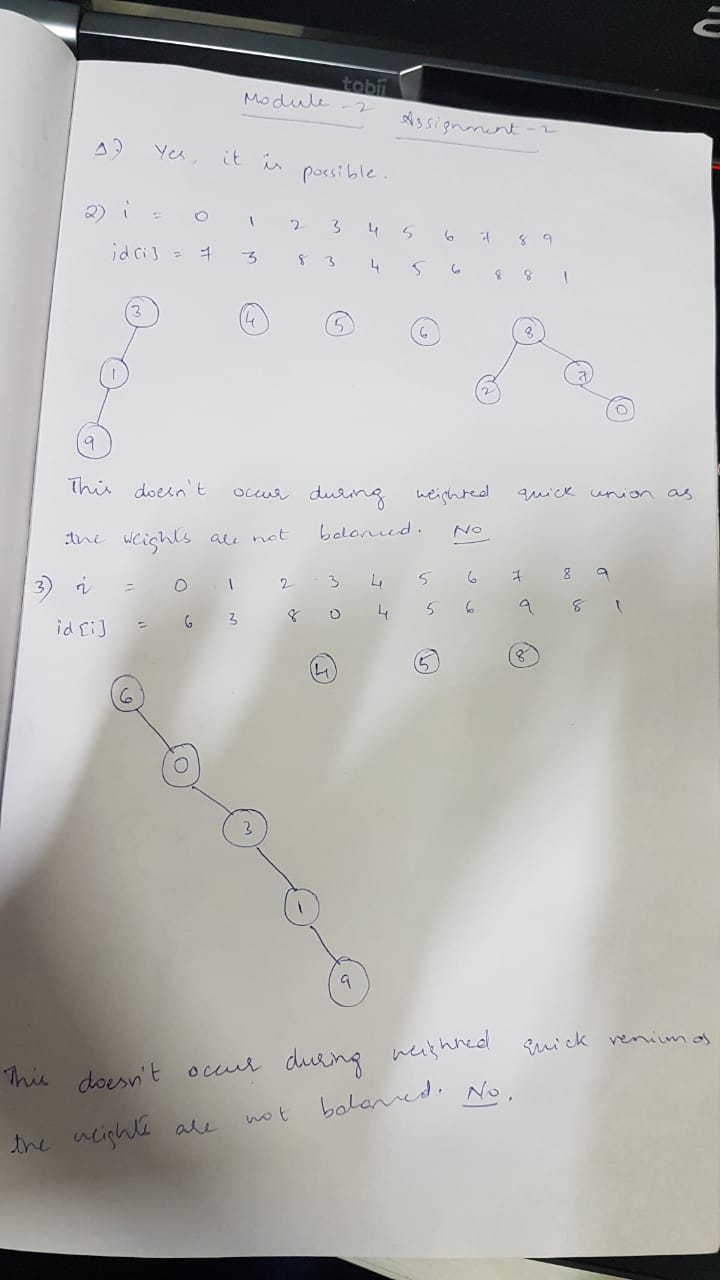 tobii
Module - 2 Assignment - 2
1) Yes, it is possible.
2) i = 0 1 2 3 4 5 6 7 8 9
id[i] = 7 3 8 3 4 5 6 8 8 1
3 4 5 6 8
1 2 7
9 0
This doesn't occur during weighted quick union as
the weights are not balanced. No
3) i = 0 1 2 3 4 5 6 7 8 9
id[i] = 6 3 8 0 4 5 6 9 8 1
4 5 8
6
0
3
1
9
This doesn't occur during weighted quick as
the weights are not balanced. No.